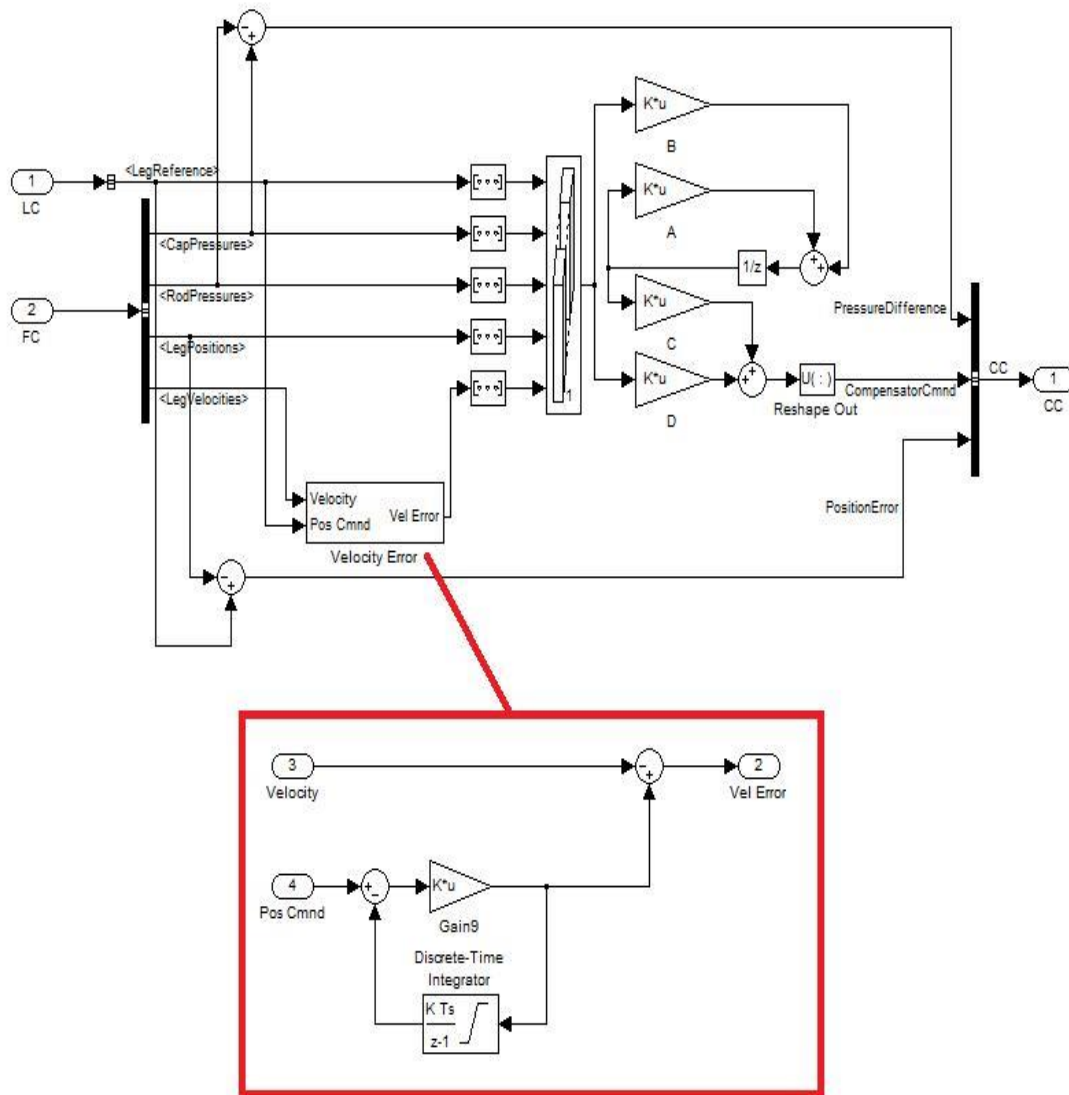 -
+
K*u
B
1
LC
<LegReference>
[•••]
K*u
A
<CapPressures>
[•••]
1/z
+
+
<RodPressures>
[•••]
K*u
C
PressureDifference
2
FC
<LegPositions>
[•••]
+
+
<LegVelocities>
[•••]
1
K*u
D
U( : )
Reshape Out
CompensatorCmnd
CC
1
CC
Velocity
Pos Cmnd
Vel Error
Velocity Error
PositionError
-
+
3
Velocity
-
+
2
Vel Error
4
Pos Cmnd
+
-
K*u
Gain9
Discrete-Time
Integrator
K Ts
z-1